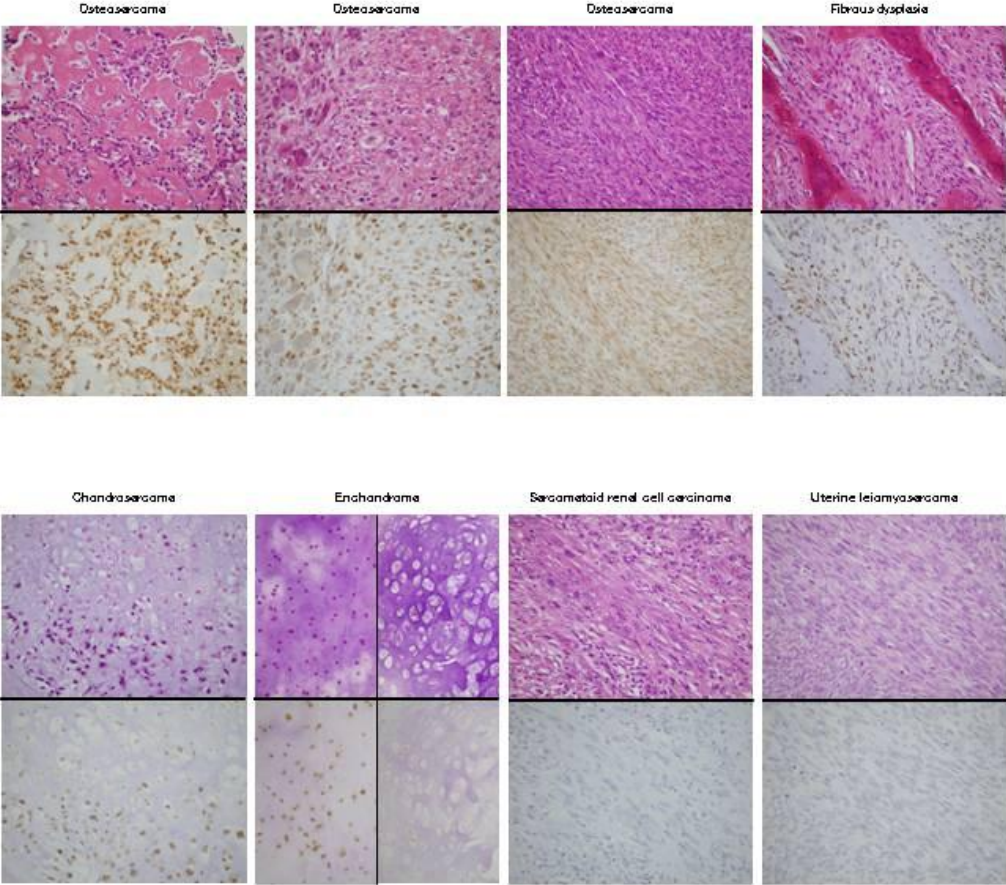 Osteosarcoma Osteosarcoma Osteosarcoma Fibrous dysplasia
Chondrosarcoma Enchondroma Sarcomatoid renal cell carcinoma Uterine leiomyosarcoma